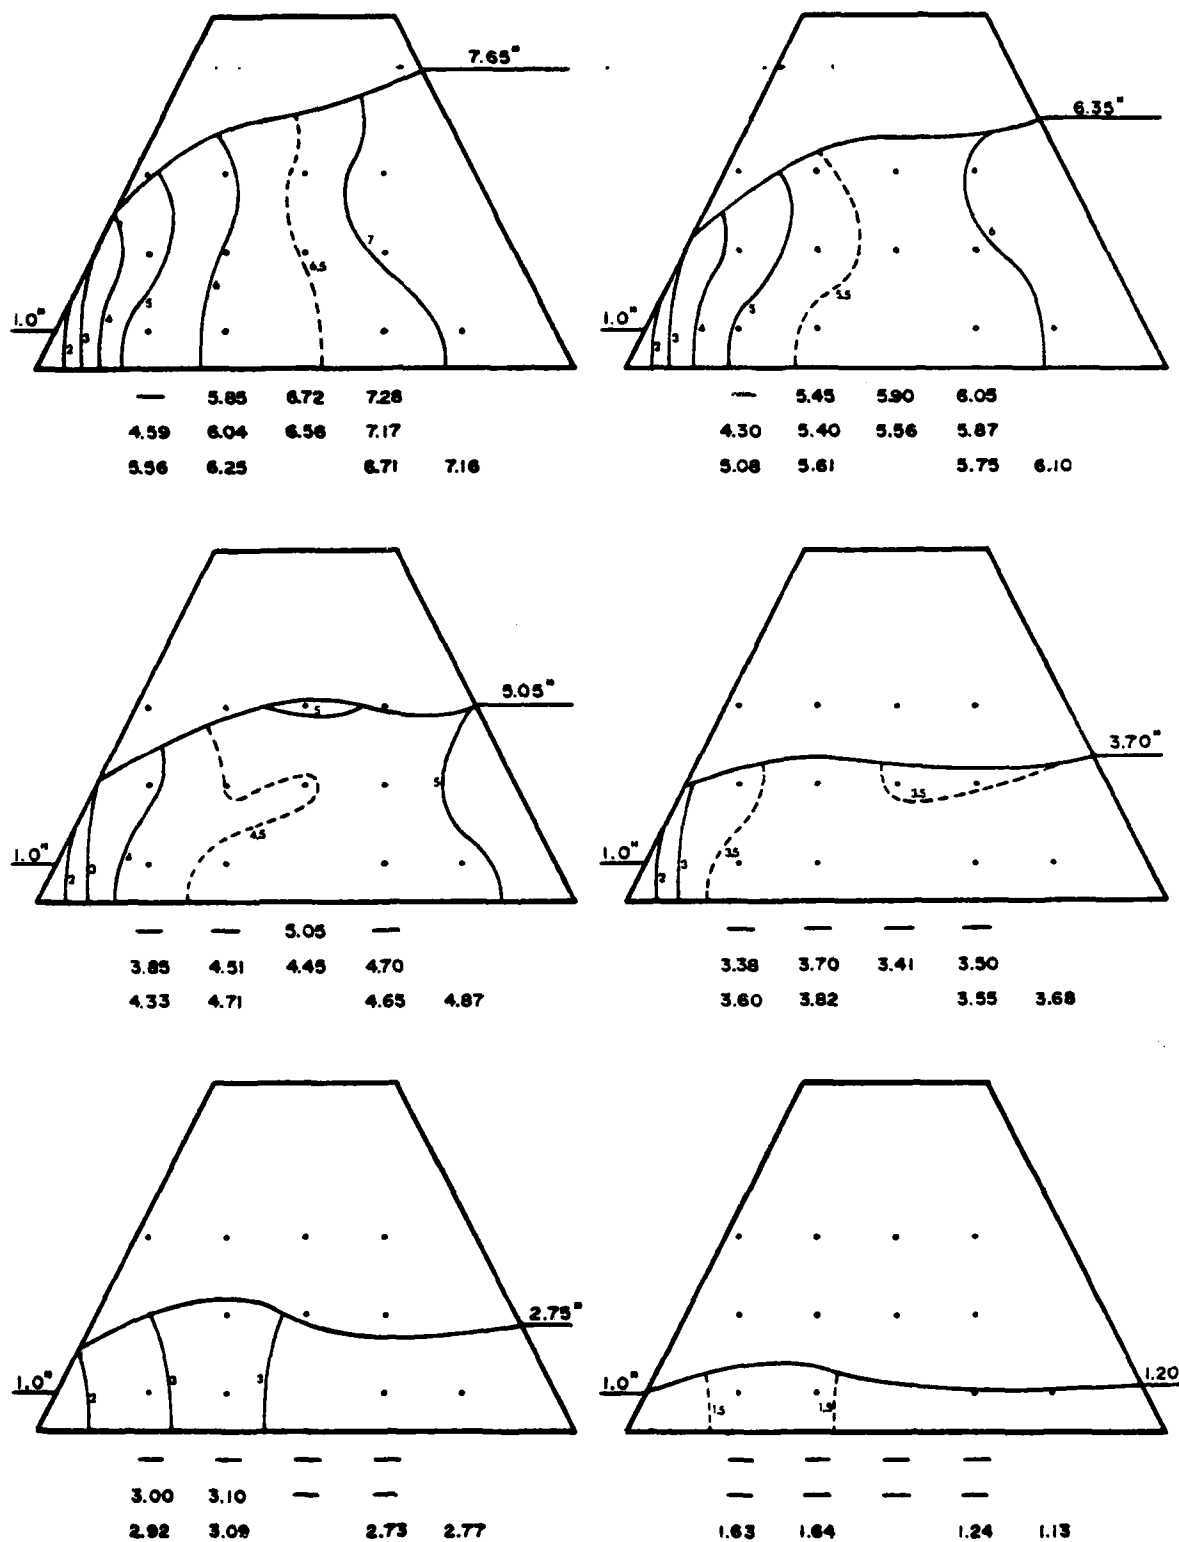 7.65"
1.0"
2 3 4 5 6 6.5 7
— 5.85 6.72 7.28
4.59 6.04 6.56 7.17
5.56 6.25 6.71 7.16
6.35"
1.0"
2 3 4 5 5.5 6
— 5.45 5.90 6.05
4.30 5.40 5.56 5.87
5.08 5.61 5.75 6.10
5.05"
5
1.0"
2 3 4 4.5 5
— — 5.05 —
3.85 4.51 4.45 4.70
4.33 4.71 4.65 4.87
3.70"
1.0"
2 3 3.5 3.5
— — — —
3.38 3.70 3.41 3.50
3.60 3.82 3.55 3.68
2.75"
1.0"
2 3 3
— — — —
3.00 3.10 — —
2.92 3.09 2.73 2.77
1.0"
1.20
1.5 1.5
— — — —
— — — —
1.63 1.64 1.24 1.13